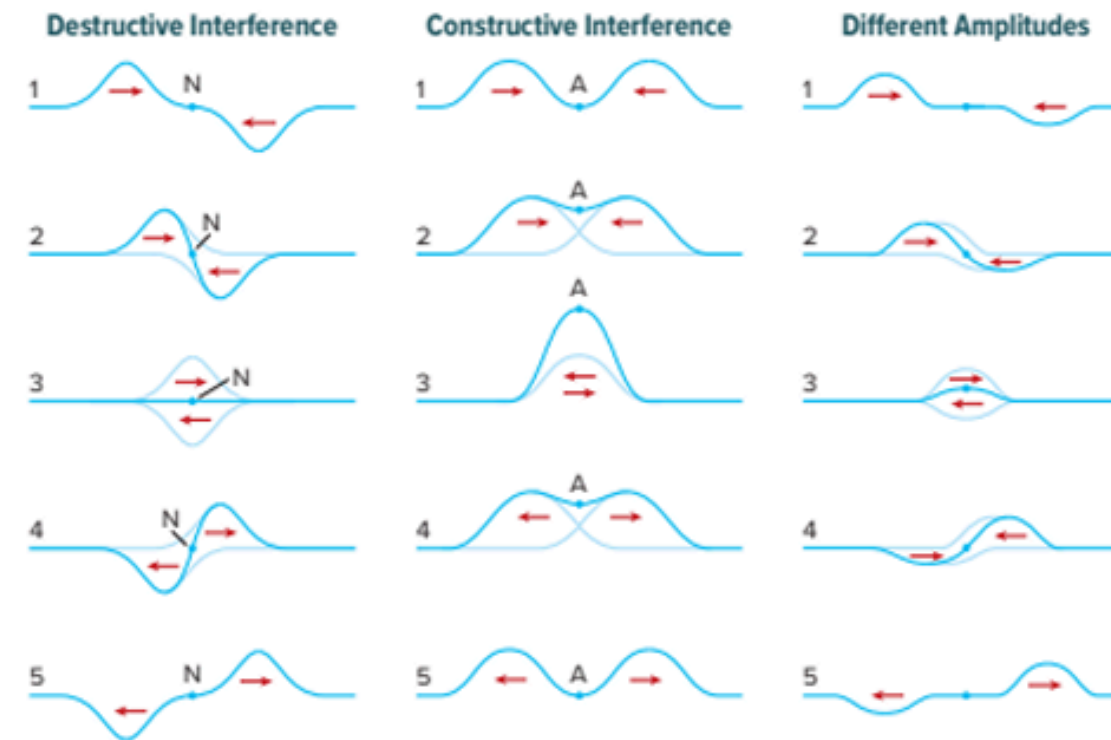 Destructive Interference
Constructive Interference
Different Amplitudes
1
N
1
A
1
2
N
2
A
2
3
N
3
A
3
4
N
4
A
4
5
N
5
A
5